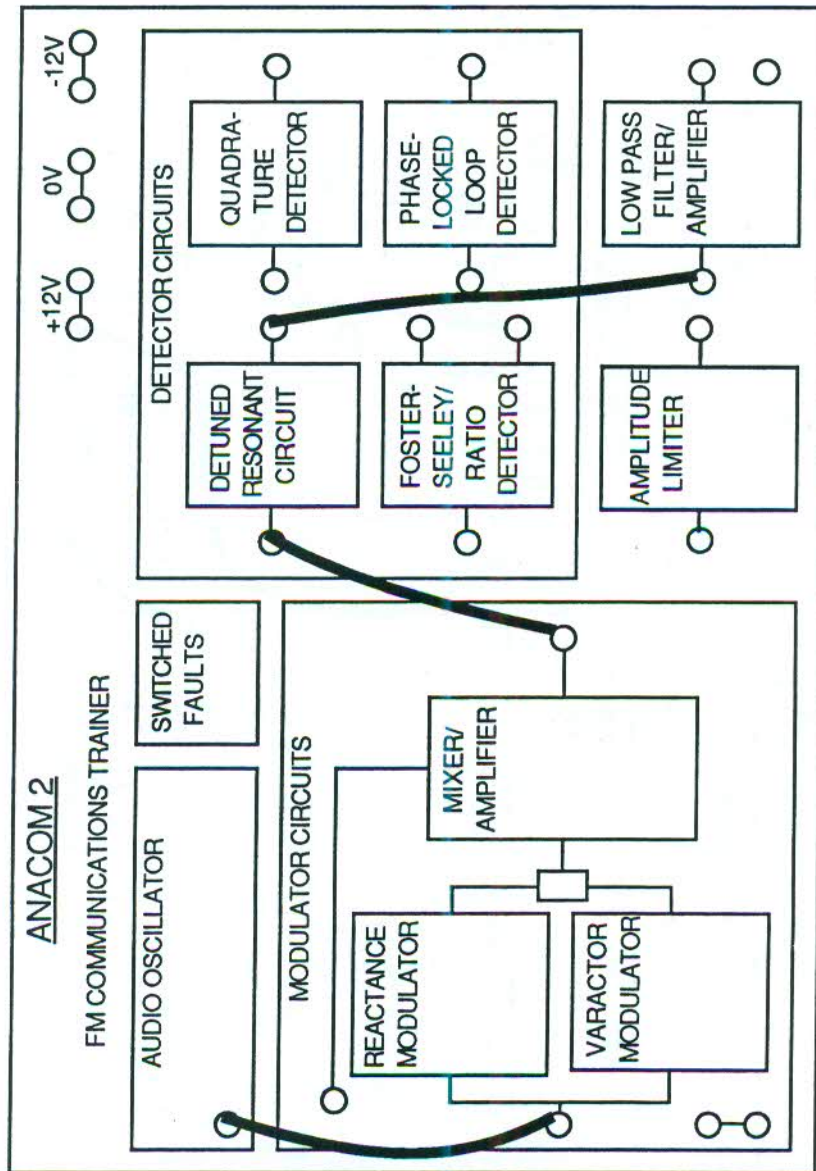 ANACOM 2
FM COMMUNICATIONS TRAINER
+12V
0V
-12V
AUDIO OSCILLATOR
SWITCHED
FAULTS
MODULATOR CIRCUITS
REACTANCE
MODULATOR
VARACTOR
MODULATOR
MIXER/
AMPLIFIER
DETECTOR CIRCUITS
DETUNED
RESONANT
CIRCUIT
QUADRA-
TURE
DETECTOR
FOSTER-
SEELEY/
RATIO
DETECTOR
PHASE-
LOCKED
LOOP
DETECTOR
AMPLITUDE
LIMITER
LOW PASS
FILTER/
AMPLIFIER